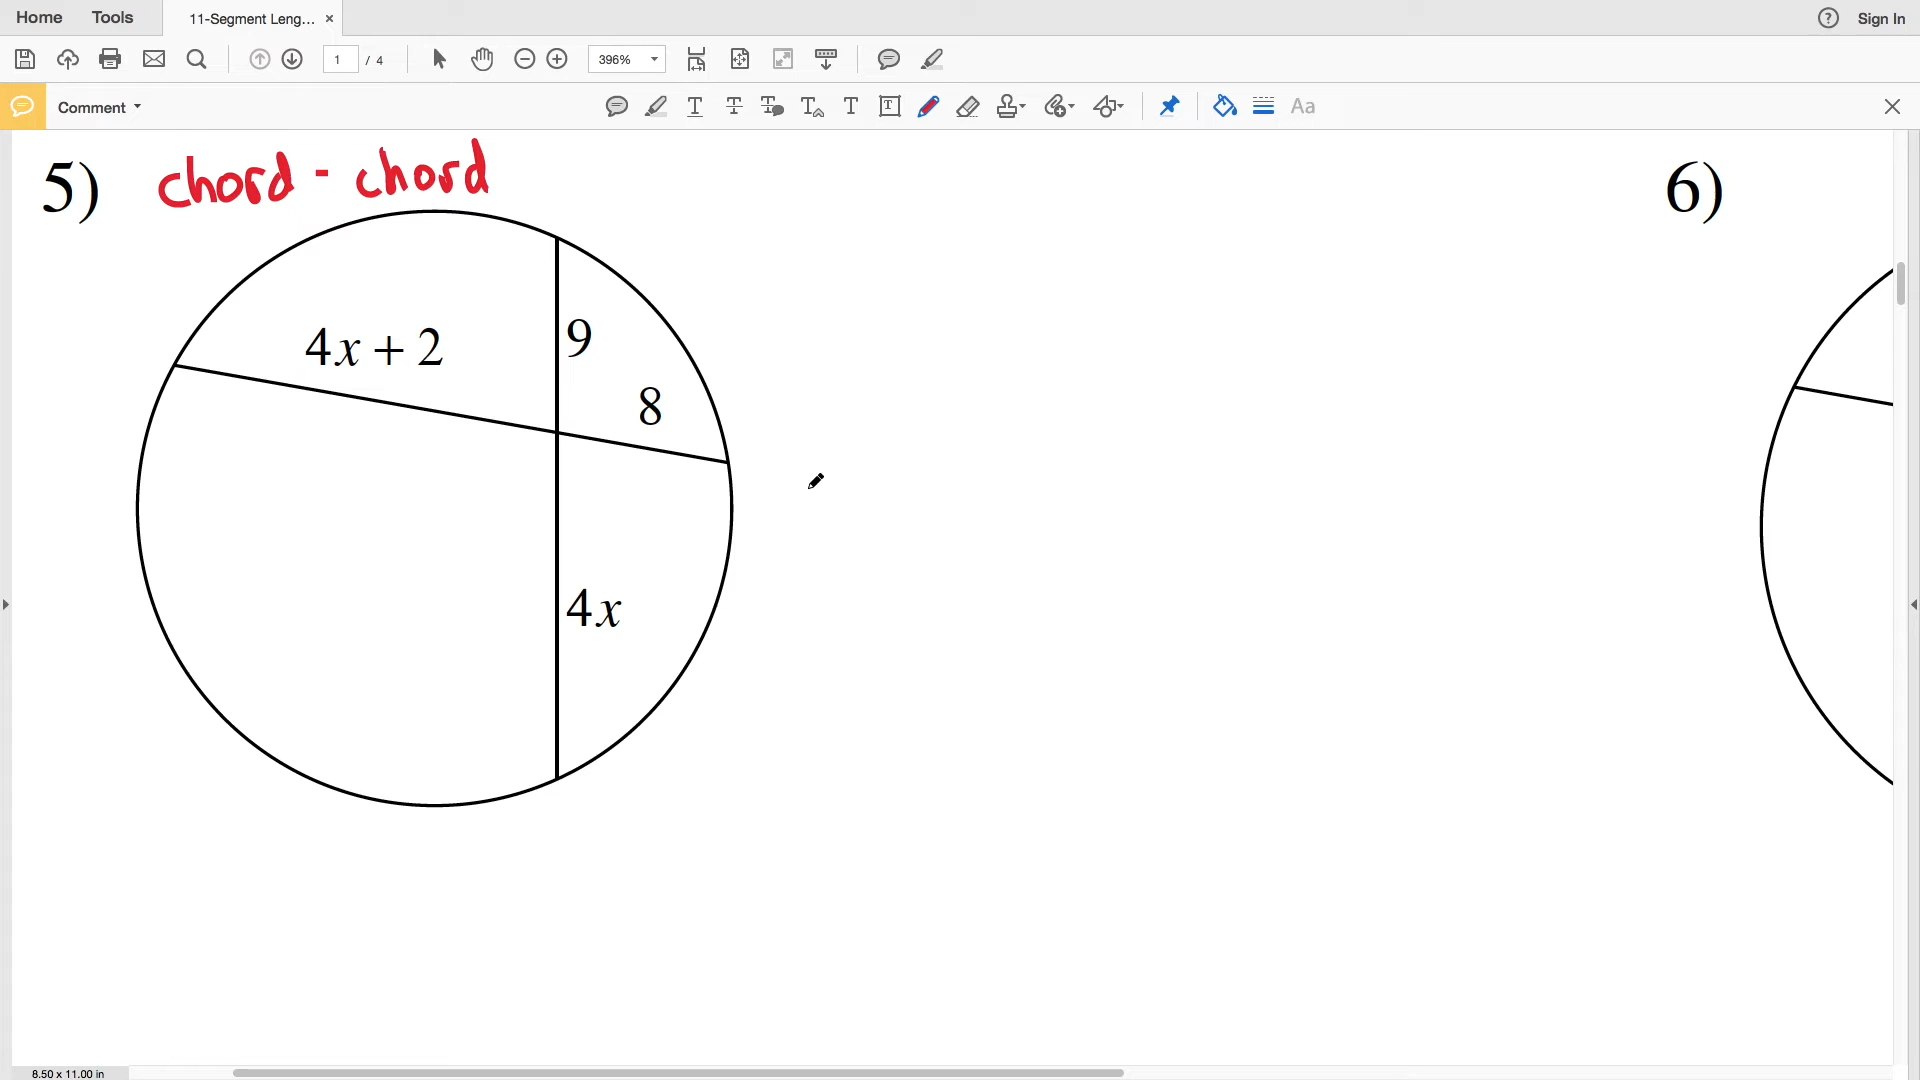 Home Tools 11-Segment Leng... × ? Sign In
1 / 4 396%
Comment Aa
5) chord - chord 6)
4x + 2 9
8
4x
8.50 x 11.00 in